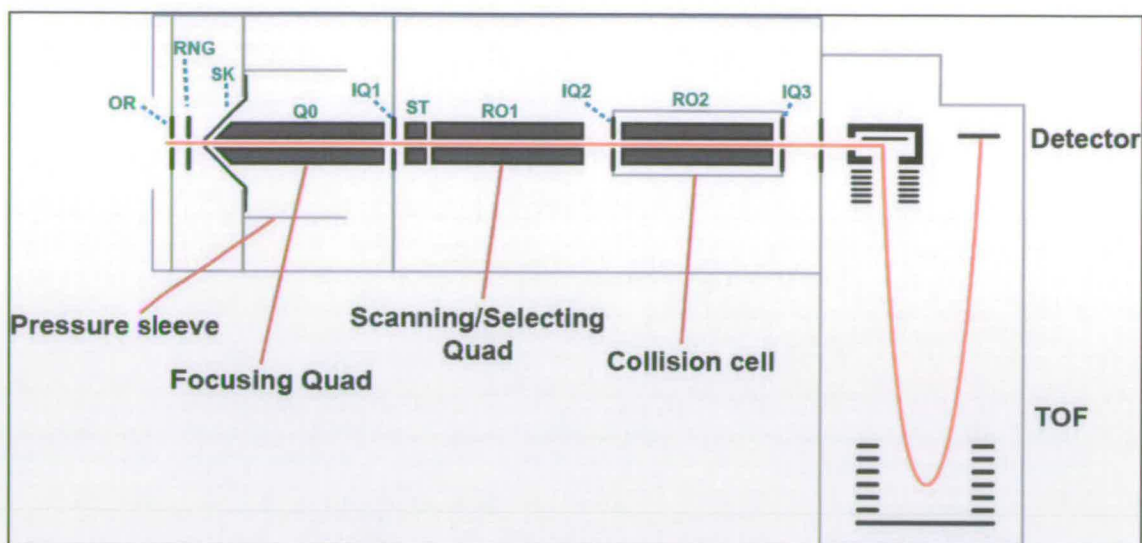 RNG
SK
OR
Q0
IQ1
ST
RO1
IQ2
RO2
IQ3
Detector
Pressure sleeve
Focusing Quad
Scanning/Selecting
Quad
Collision cell
TOF